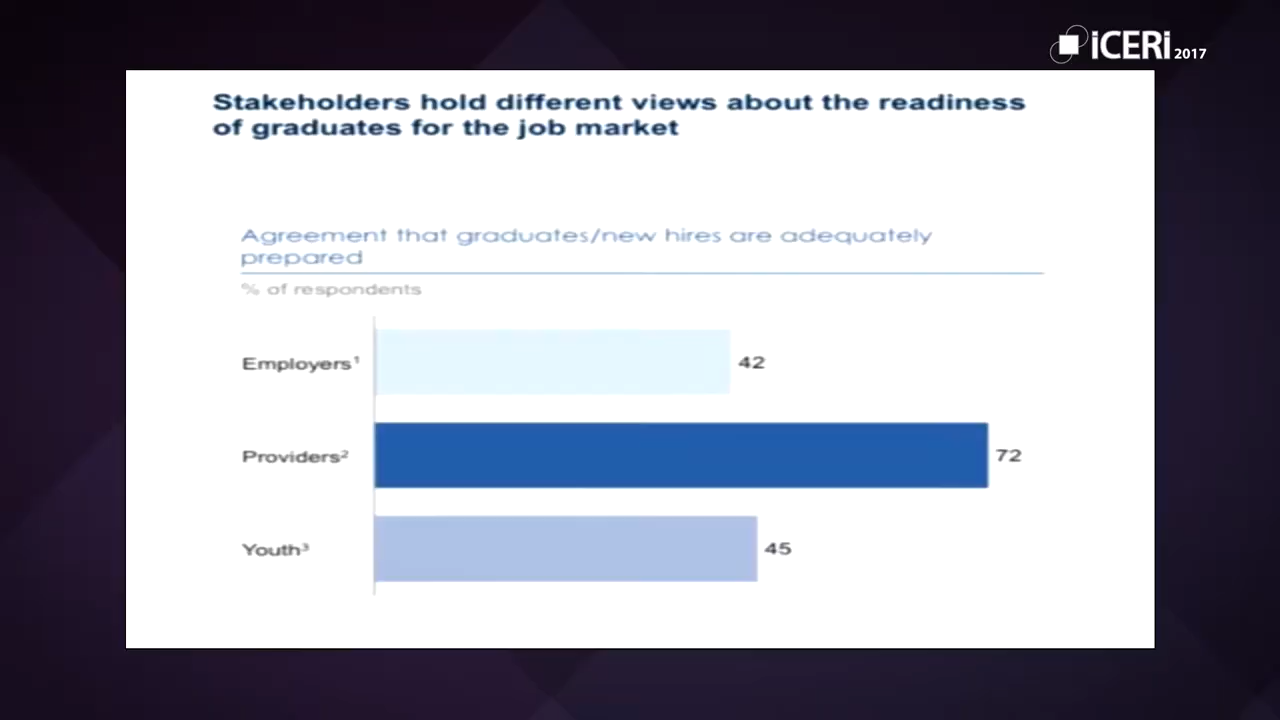 iCERi 2017
Stakeholders hold different views about the readiness
of graduates for the job market
Agreement that graduates/new hires are adequately
prepared
% of respondents
Employers¹ 42
Providers² 72
Youth³ 45